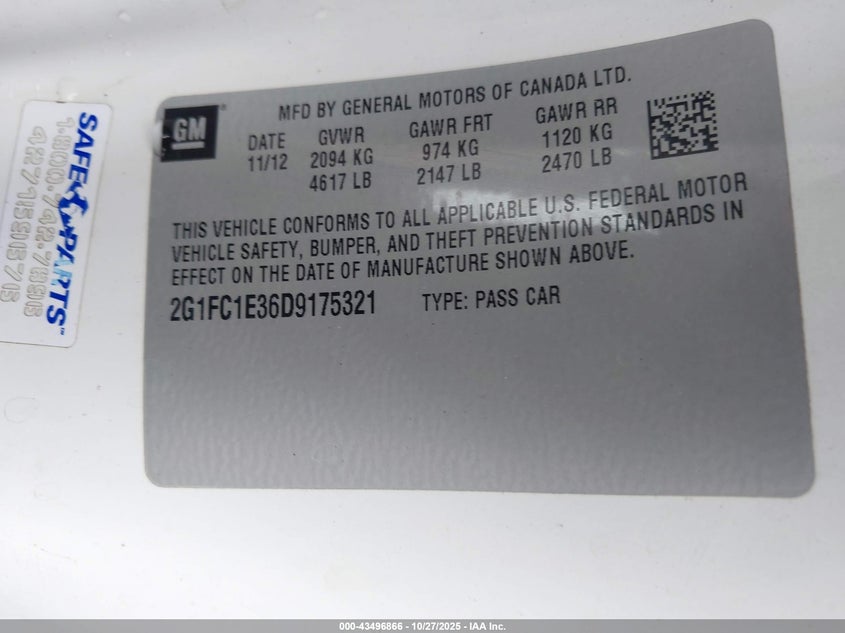 GM
MFD BY GENERAL MOTORS OF CANADA LTD.
DATE GVWR GAWR FRT GAWR RR
11/12 2094 KG 974 KG 1120 KG
4617 LB 2147 LB 2470 LB
THIS VEHICLE CONFORMS TO ALL APPLICABLE U.S. FEDERAL MOTOR
VEHICLE SAFETY, BUMPER, AND THEFT PREVENTION STANDARDS IN
EFFECT ON THE DATE OF MANUFACTURE SHOWN ABOVE.
2G1FC1E36D9175321 TYPE: PASS CAR
SAFE PARTS™
000-43496866 - 10/27/2025 - IAA Inc.